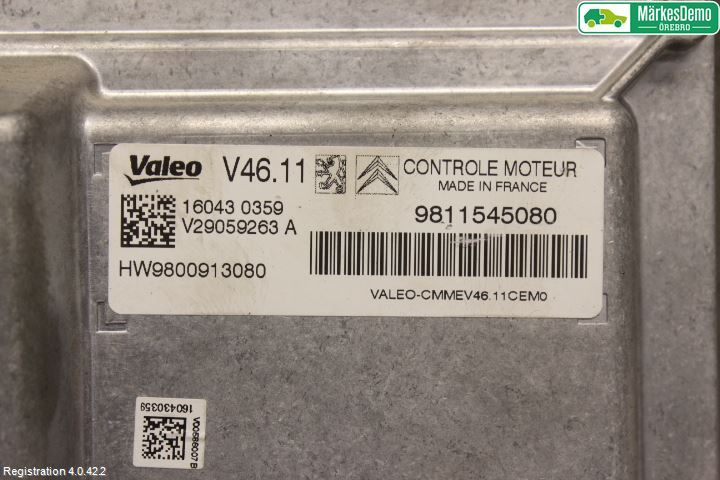 MärkesDemo
ÖREBRO
Valeo V46.11 CONTROLE MOTEUR
MADE IN FRANCE
16043 0359
V29059263 A
9811545080
HW9800913080
VALEO-CMMEV46.11CEM0
160430359
V00586007B
Registration 4.0.42.2